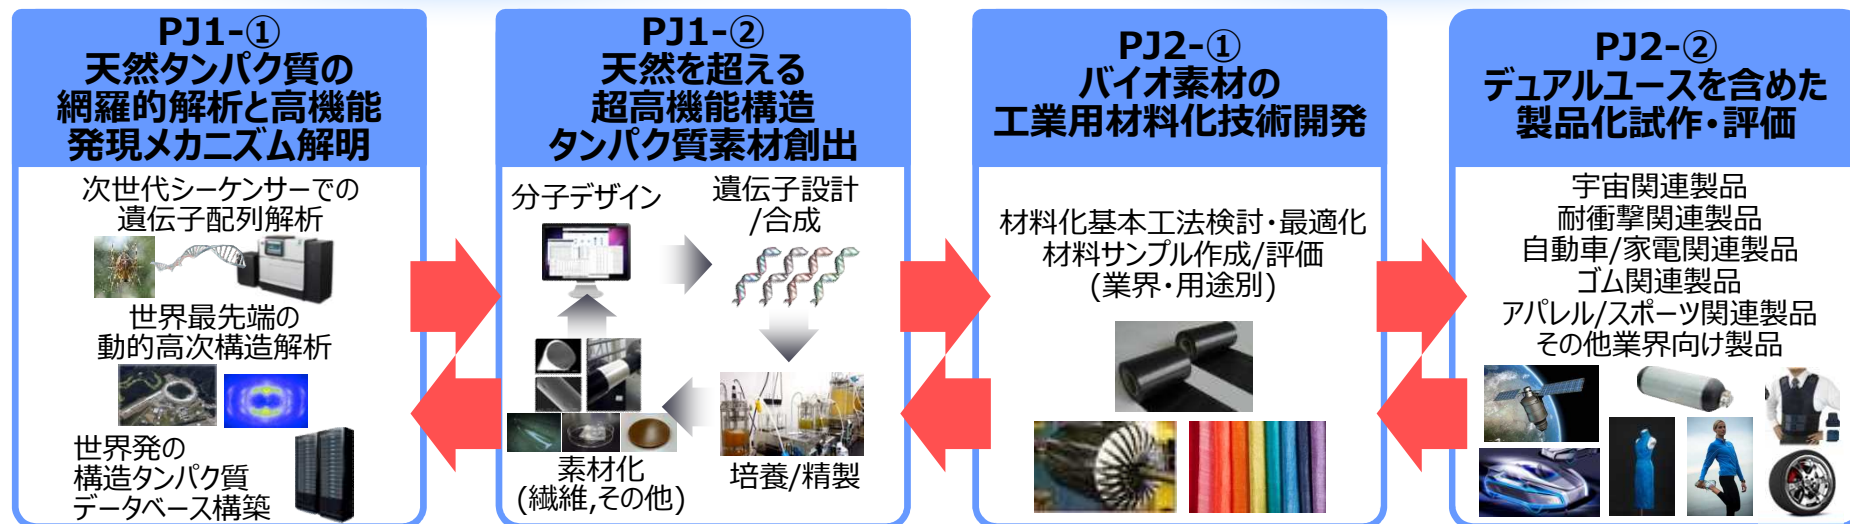 PJ1-①
天然タンパク質の
網羅的解析と高機能
発現メカニズム解明
次世代シーケンサーでの
遺伝子配列解析
世界最先端の
動的高次構造解析
世界発の
構造タンパク質
データベース構築
PJ1-②
天然を超える
超高機能構造
タンパク質素材創出
分子デザイン
遺伝子設計
/合成
素材化
(繊維,その他)
培養/精製
PJ2-①
バイオ素材の
工業用材料化技術開発
材料化基本工法検討・最適化
材料サンプル作成/評価
(業界・用途別)
PJ2-②
デュアルユースを含めた
製品化試作・評価
宇宙関連製品
耐衝撃関連製品
自動車/家電関連製品
ゴム関連製品
アパレル/スポーツ関連製品
その他業界向け製品